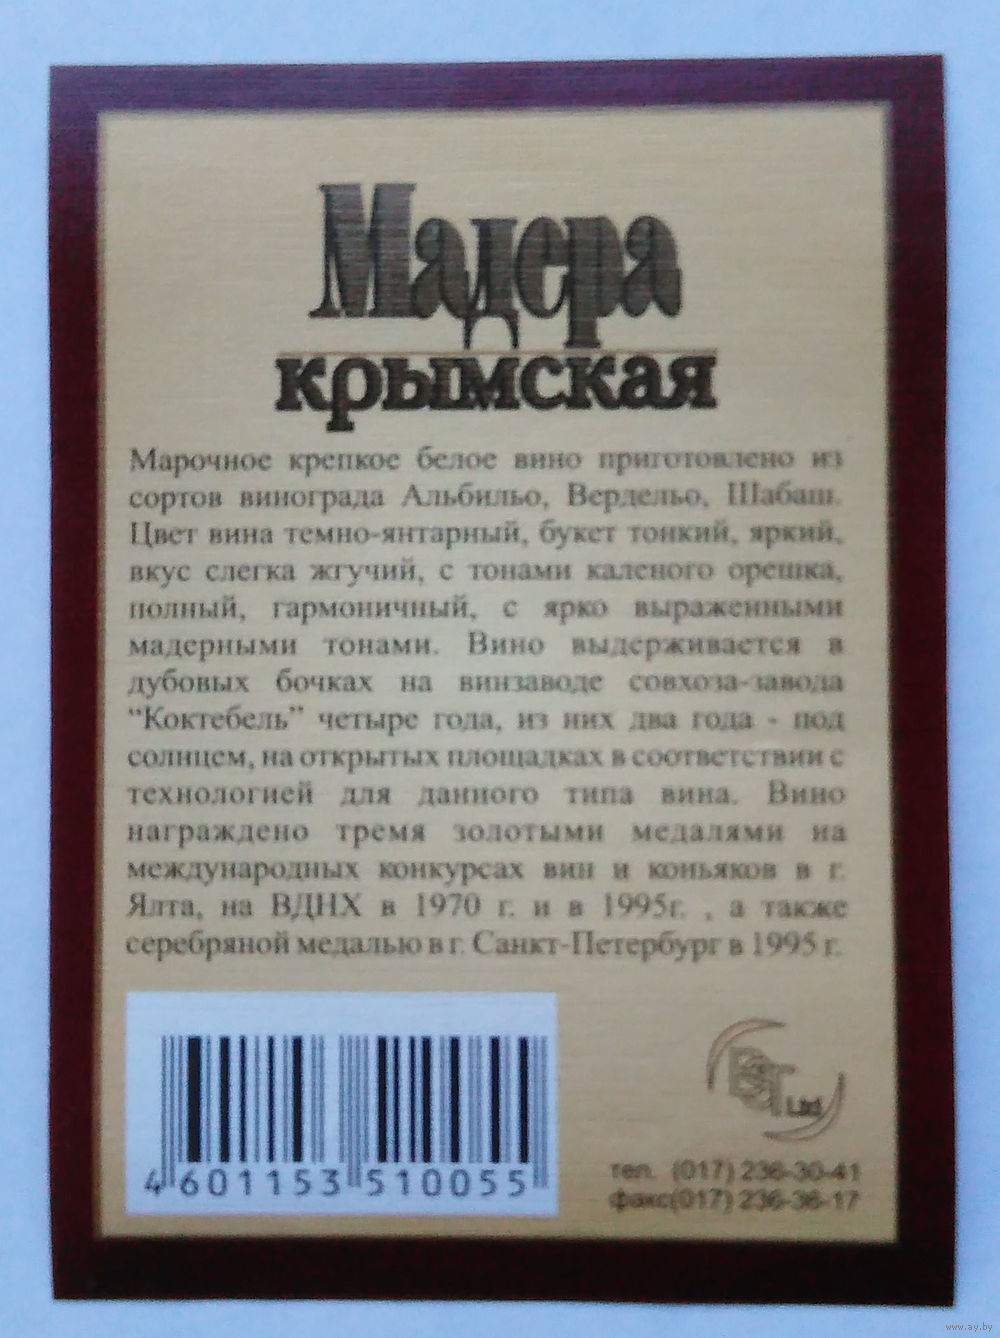 Мадера
крымская
Марочное крепкое белое вино приготовлено из
сортов винограда Альбильо, Вердельо, Шабаш.
Цвет вина темно-янтарный, букет тонкий, яркий,
вкус слегка жгучий, с тонами каленого орешка,
полный, гармоничный, с ярко выраженными
мадерными тонами. Вино выдерживается в
дубовых бочках на винзаводе совхоза-завода
“Коктебель” четыре года, из них два года - под
солнцем, на открытых площадках в соответствии с
технологией для данного типа вина. Вино
награждено тремя золотыми медалями на
международных конкурсах вин и коньяков в г.
Ялта, на ВДНХ в 1970 г. и в 1995г. , а также
серебряной медалью в г. Санкт-Петербург в 1995 г.
Ltd
4 601153 510055
тел. (017) 236-30-41
факс(017) 236-36-17
www.ay.by